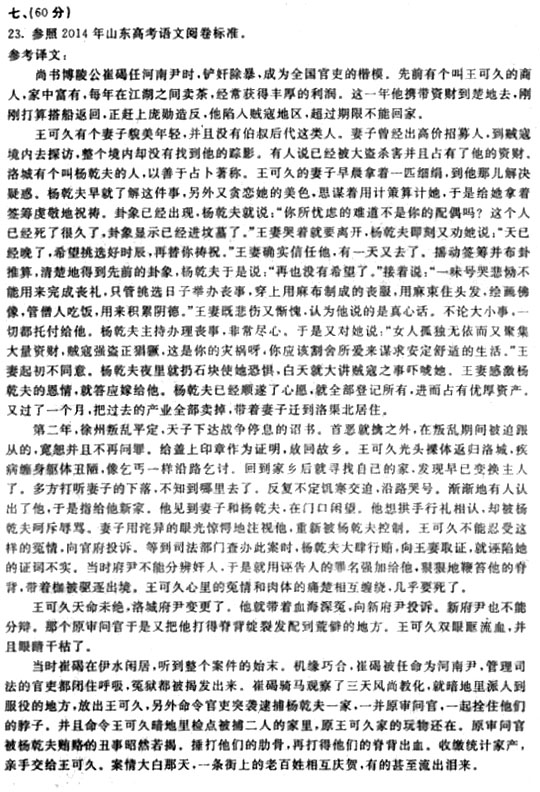 七、(60 分)
23. 参照 2014 年山东高考语文阅卷标准。
参考译文：
尚书博陵公崔碣任河南尹时，铲奸除暴，成为全国官吏的楷模。先前有个叫王可久的商
人，家中富有，每年在江湖之间卖茶，经常获得丰厚的利润。这一年他携带资财到楚地去，刚
刚打算搭船返回，正赶上庞勋造反，他陷入贼寇地区，超过期限不能回家。
王可久有个妻子貌美年轻，并且没有伯叔后代这类人。妻子曾经出高价招募人，到贼寇
境内去探访，整个境内却没有找到他的踪影。有人说已经被大盗杀害并且占有了他的资财。
洛城有个叫杨乾夫的人，以善于占卜著称。王可久的妻子早晨拿着一匹细绢，到他那儿解决
疑惑。杨乾夫早就了解这件事，另外又贪恋她的美色，思谋着用计策算计她，于是给她拿着
签筹虔敬地祝祷。卦象已经出现，杨乾夫就说：“你所忧虑的难道不是你的配偶吗？这个人
已经死了很久了，卦象显示已经进坟墓了。”王妻哭着就要离开，杨乾夫即刻又劝她说：“天已
经晚了，希望挑选好时辰，再替你祷祝。”王妻确实信任他，有一天又去了。摇动签筹并布卦
推算，清楚地得到先前的卦象，杨乾夫于是说：“再也没有希望了。”接着说：“一味号哭悲恸不
能用来完成丧礼，只管挑选日子举办丧事，穿上用麻布制成的丧服，用麻束住头发，绘画佛
像，管僧人吃饭，用来积累阴德。”王妻既悲伤又惭愧，认为他说的是真心话。不论大小事，一
切都托付给他。杨乾夫主持办理丧事，非常尽心。于是又对她说：“女人孤独无依而又聚集
大量资财，贼寇强盗正猖獗，这是你的灾祸呀，你应该割舍所爱来谋求安定舒适的生活。”王
妻起初不同意。杨乾夫夜里就扔石块使她恐惧，白天就大讲贼寇之事吓唬她。王妻感激杨
乾夫的恩情，就答应嫁给他。杨乾夫已经顺遂了心愿，就全部登记所有，进而占有优厚资产。
又过了一个月，把过去的产业全部卖掉，带着妻子迁到洛渠北居住。
第二年，徐州叛乱平定，天子下达战争停息的诏书。首恶就擒之外，在叛乱期间被迫跟
从的，宽恕并且不再问罪。给盖上印章作为证明，放回故乡。王可久光头裸体返归洛城，疾
病缠身躯体丑陋，像乞丐一样沿路乞讨。回到家乡后就寻找自己的家，发现早已变换主人
了。多方打听妻子的下落，不知到哪里去了。反复不定饥寒交迫，沿路哭号。渐渐地有人认
出了他，于是指给他新家。他见到妻子和杨乾夫，在门口闲望。他想拱手行礼相认，却被杨
乾夫呵斥辱骂。妻子用诧异的眼光惊愕地注视他，重新被杨乾夫控制。王可久不能忍受这
样的冤情，向官府投诉。等到司法部门查办此案时，杨乾夫大肆行贿，向王妻取证，就诬陷她
的证词不实。当时府尹不能分辨奸人，于是就用诬告人的罪名强加给他，狠狠地鞭笞他的脊
背，带着枷被驱逐出境。王可久心里的冤情和肉体的痛楚相互缠绕，几乎要死了。
王可久天命未绝，洛城府尹变更了。他就带着血海深冤，向新府尹投诉。新府尹也不能
分辩。那个原审问官于是又把他打得脊背绽裂发配到荒僻的地方。王可久双眼眍流血，并
且眼睛干枯了。
当时崔碣在伊水闲居，听到整个案件的始末。机缘巧合，崔碣被任命为河南尹，管理司
法的官吏都闭住呼吸，冤狱都被揭发出来。崔碣骑马观察了三天风尚教化，就暗地里派人到
服役的地方，放出王可久，另外命令官吏突袭逮捕杨乾夫一家，一并原审问官，一起拴住他们
的脖子。并且命令王可久暗地里检点被捕二人的家里，原王可久家的玩物还在。原审问官
被杨乾夫贿赂的丑事昭然若揭。捶打他们的肋骨，再打得他们的脊背出血。收缴统计家产，
亲手交给王可久。案情大白那天，一条街上的老百姓相互庆贺，有的甚至流出泪来。